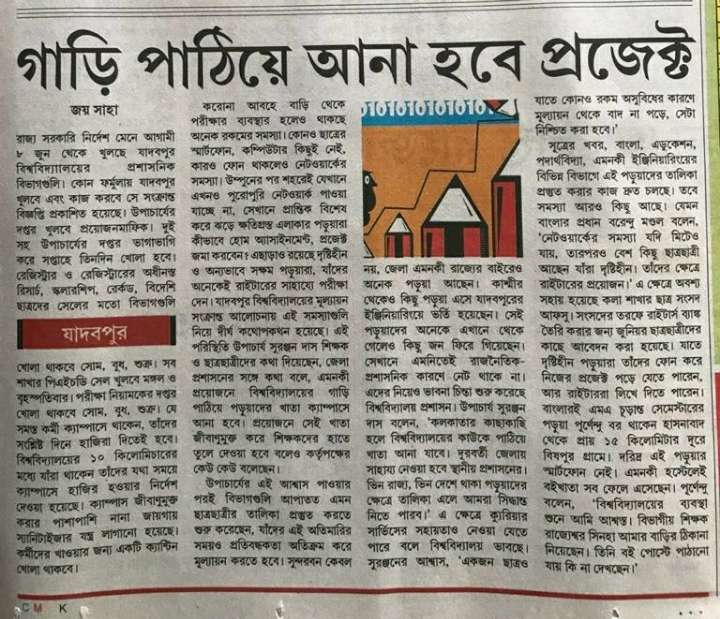 গাড়ি পাঠিয়ে আনা হবে প্রজেক্ট
জয় সাহা
রাজ্য সরকারি নির্দেশ মেনে আগামী
৮ জুন থেকে খুলছে যাদবপুর
বিশ্ববিদ্যালয়ের প্রশাসনিক
বিভাগগুলি। কোন ফর্মুলায় যাদবপুর
খুলবে এবং কাজ করবে সে সংক্রান্ত
বিজ্ঞপ্তি প্রকাশিত হয়েছে। উপাচার্যের
দপ্তর খুলবে প্রয়োজনমাফিক। দুই
সহ উপাচার্যের দপ্তর ভাগাভাগি
করে সপ্তাহে তিনদিন খোলা হবে।
রেজিস্ট্রার ও রেজিস্ট্রারের অধীনস্ত
রিসার্চ, স্কলারশিপ, রেকর্ড, বিদেশি
ছাত্রদের সেলের মতো বিভাগগুলি
যাদবপুর
খোলা থাকবে সোম, বুধ, শুক্র। সব
শাখার পিএইচডি সেল খুলবে মঙ্গল ও
বৃহস্পতিবার। পরীক্ষা নিয়ামকের দপ্তর
খোলা থাকবে সোম, বুধ, শুক্র। যে
সমস্ত কর্মী ক্যাম্পাসে থাকেন, তাঁদের
সংশ্লিষ্ট দিনে হাজিরা দিতেই হবে।
বিশ্ববিদ্যালয়ের ১০ কিলোমিটারের
মধ্যে যাঁরা থাকেন তাঁদের যথা সময়ে
ক্যাম্পাসে হাজির হওয়ার নির্দেশ
দেওয়া হয়েছে। ক্যাম্পাস জীবাণুমুক্ত
করার পাশাপাশি নানা জায়গায়
স্যানিটাইজার যন্ত্র লাগানো হয়েছে।
কর্মীদের খাওয়ার জন্য একটি ক্যান্টিন
খোলা থাকবে।
করোনা আবহে বাড়ি থেকে
পরীক্ষার ব্যবস্থার হলেও থাকছে
অনেক রকমের সমস্যা। কোনও ছাত্রের
স্মার্টফোন, কম্পিউটার কিছুই নেই,
কারও ফোন থাকলেও নেটওয়ার্কের
সমস্যা। উম্পুনের পর শহরেই যেখানে
এখনও পুরোপুরি নেটওয়ার্ক পাওয়া
যাচ্ছে না, সেখানে প্রান্তিক বিশেষ
করে ঝড়ে ক্ষতিগ্রস্ত এলাকার পড়ুয়ারা
কীভাবে হোম অ্যাসাইনমেন্ট, প্রজেক্ট
জমা করবেন? এছাড়াও রয়েছে দৃষ্টিহীন
ও অন্যভাবে সক্ষম পড়ুয়ারা, যাঁদের
অনেকেই রাইটারের সাহায্যে পরীক্ষা
দেন। যাদবপুর বিশ্ববিদ্যালয়ের মূল্যায়ন
সংক্রান্ত আলোচনায় এই সমস্যাগুলি
নিয়ে দীর্ঘ কথোপকথন হয়েছে। এই
পরিস্থিতি উপাচার্য সুরঞ্জন দাস শিক্ষক
ও ছাত্রছাত্রীদের কথা দিয়েছেন, জেলা
প্রশাসনের সঙ্গে কথা বলে, এমনকী
প্রয়োজনে বিশ্ববিদ্যালয়ের গাড়ি
পাঠিয়ে পড়ুয়াদের খাতা ক্যাম্পাসে
আনা হবে। প্রয়োজনে সেই খাতা
জীবাণুমুক্ত করে শিক্ষকদের হাতে
তুলে দেওয়া হবে বলেও কর্তৃপক্ষের
কেউ কেউ বলেছেন।
উপাচার্যের এই আশ্বাস পাওয়ার
পরই বিভাগগুলি আপাতত এমন
ছাত্রছাত্রীর তালিকা প্রস্তুত করতে
শুরু করেছেন, যাঁদের এই অতিমারির
সময়ও প্রতিবন্ধকতা অতিক্রম করে
মূল্যায়ন করতে হবে। সুন্দরবন কেবল
01010101010101
নয়, জেলা এমনকী রাজ্যের বাইরেও
অনেক পড়ুয়া আছেন। কাশ্মীর
থেকেও কিছু পড়ুয়া এসে যাদবপুরের
ইঞ্জিনিয়ারিংয়ে ভর্তি হয়েছেন। সেই
পড়ুয়াদের অনেকে এখানে থেকে
গেলেও কিছু জন ফিরে গিয়েছেন।
সেখানে এমনিতেই রাজনৈতিক-
প্রশাসনিক কারণে নেট থাকে না।
এদের নিয়েও ভাবনা চিন্তা শুরু করেছে
বিশ্ববিদ্যালয় প্রশাসন। উপাচার্য সুরঞ্জন
দাস বলেন, 'কলকাতার কাছাকাছি
হলে বিশ্ববিদ্যালয়ের কাউকে পাঠিয়ে
খাতা আনা যাবে। দূরবর্তী জেলায়
সাহায্য নেওয়া হবে স্থানীয় প্রশাসনের।
ভিন রাজ্য, ভিন দেশে থাকা পড়ুয়াদের
ক্ষেত্রে তালিকা এলে আমরা সিদ্ধান্ত
নিতে পারব।' এ ক্ষেত্রে ক্যুরিয়ার
সার্ভিসের সহায়তাও নেওয়া যেতে
পারে বলে বিশ্ববিদ্যালয় ভাবছে।
সুরঞ্জনের আশ্বাস, 'একজন ছাত্রও
যাতে কোনও রকম অসুবিধের কারণে
মূল্যায়ন থেকে বাদ না পড়ে, সেটা
নিশ্চিত করা হবে।'
সূত্রের খবর, বাংলা, এডুকেশন,
পদার্থবিদ্যা, এমনকী ইঞ্জিনিয়ারিংয়ের
বিভিন্ন বিভাগে এই পড়ুয়াদের তালিকা
প্রস্তুত করার কাজ দ্রুত চলছে। তবে
সমস্যা আরও কিছু আছে। যেমন
বাংলার প্রধান বরেন্দু মণ্ডল বলেন,
'নেটওয়ার্কের সমস্যা যদি মিটেও
যায়, তারপরও বেশ কিছু ছাত্রছাত্রী
আছেন যাঁরা দৃষ্টিহীন। তাঁদের ক্ষেত্রে
রাইটারের প্রয়োজন।' এ ক্ষেত্রে অবশ্য
সহায় হয়েছে কলা শাখার ছাত্র সংসদ
আফসু। সংসদের তরফে রাইটার্স ব্যাঙ্ক
তৈরি করার জন্য জুনিয়র ছাত্রছাত্রীদের
কাছে আবেদন করা হয়েছে। যাতে
দৃষ্টিহীন পড়ুয়ারা তাঁদের ফোন করে
নিজের প্রজেক্ট পড়ে যেতে পারেন,
আর রাইটাররা লিখে দিতে পারেন।
বাংলারই এমএ চূড়ান্ত সেমেস্টারের
পড়ুয়া পূর্ণেন্দু বর থাকেন হাসনাবাদ
থেকে প্রায় ১৫ কিলোমিটার দূরে
বিষপুর গ্রামে। দরিদ্র এই পড়ুয়ার
স্মার্টফোন নেই। এমনকী হস্টেলেই
বইখাতা সব ফেলে এসেছেন। পূর্ণেন্দু
বলেন, 'বিশ্ববিদ্যালয়ের ব্যবস্থা
শুনে আমি আশ্বস্ত। বিভাগীয় শিক্ষক
রাজ্যেশ্বর সিনহা আমার বাড়ির ঠিকানা
নিয়েছেন। তিনি বই পোস্টে পাঠানো
যায় কি না দেখছেন।'
C M K